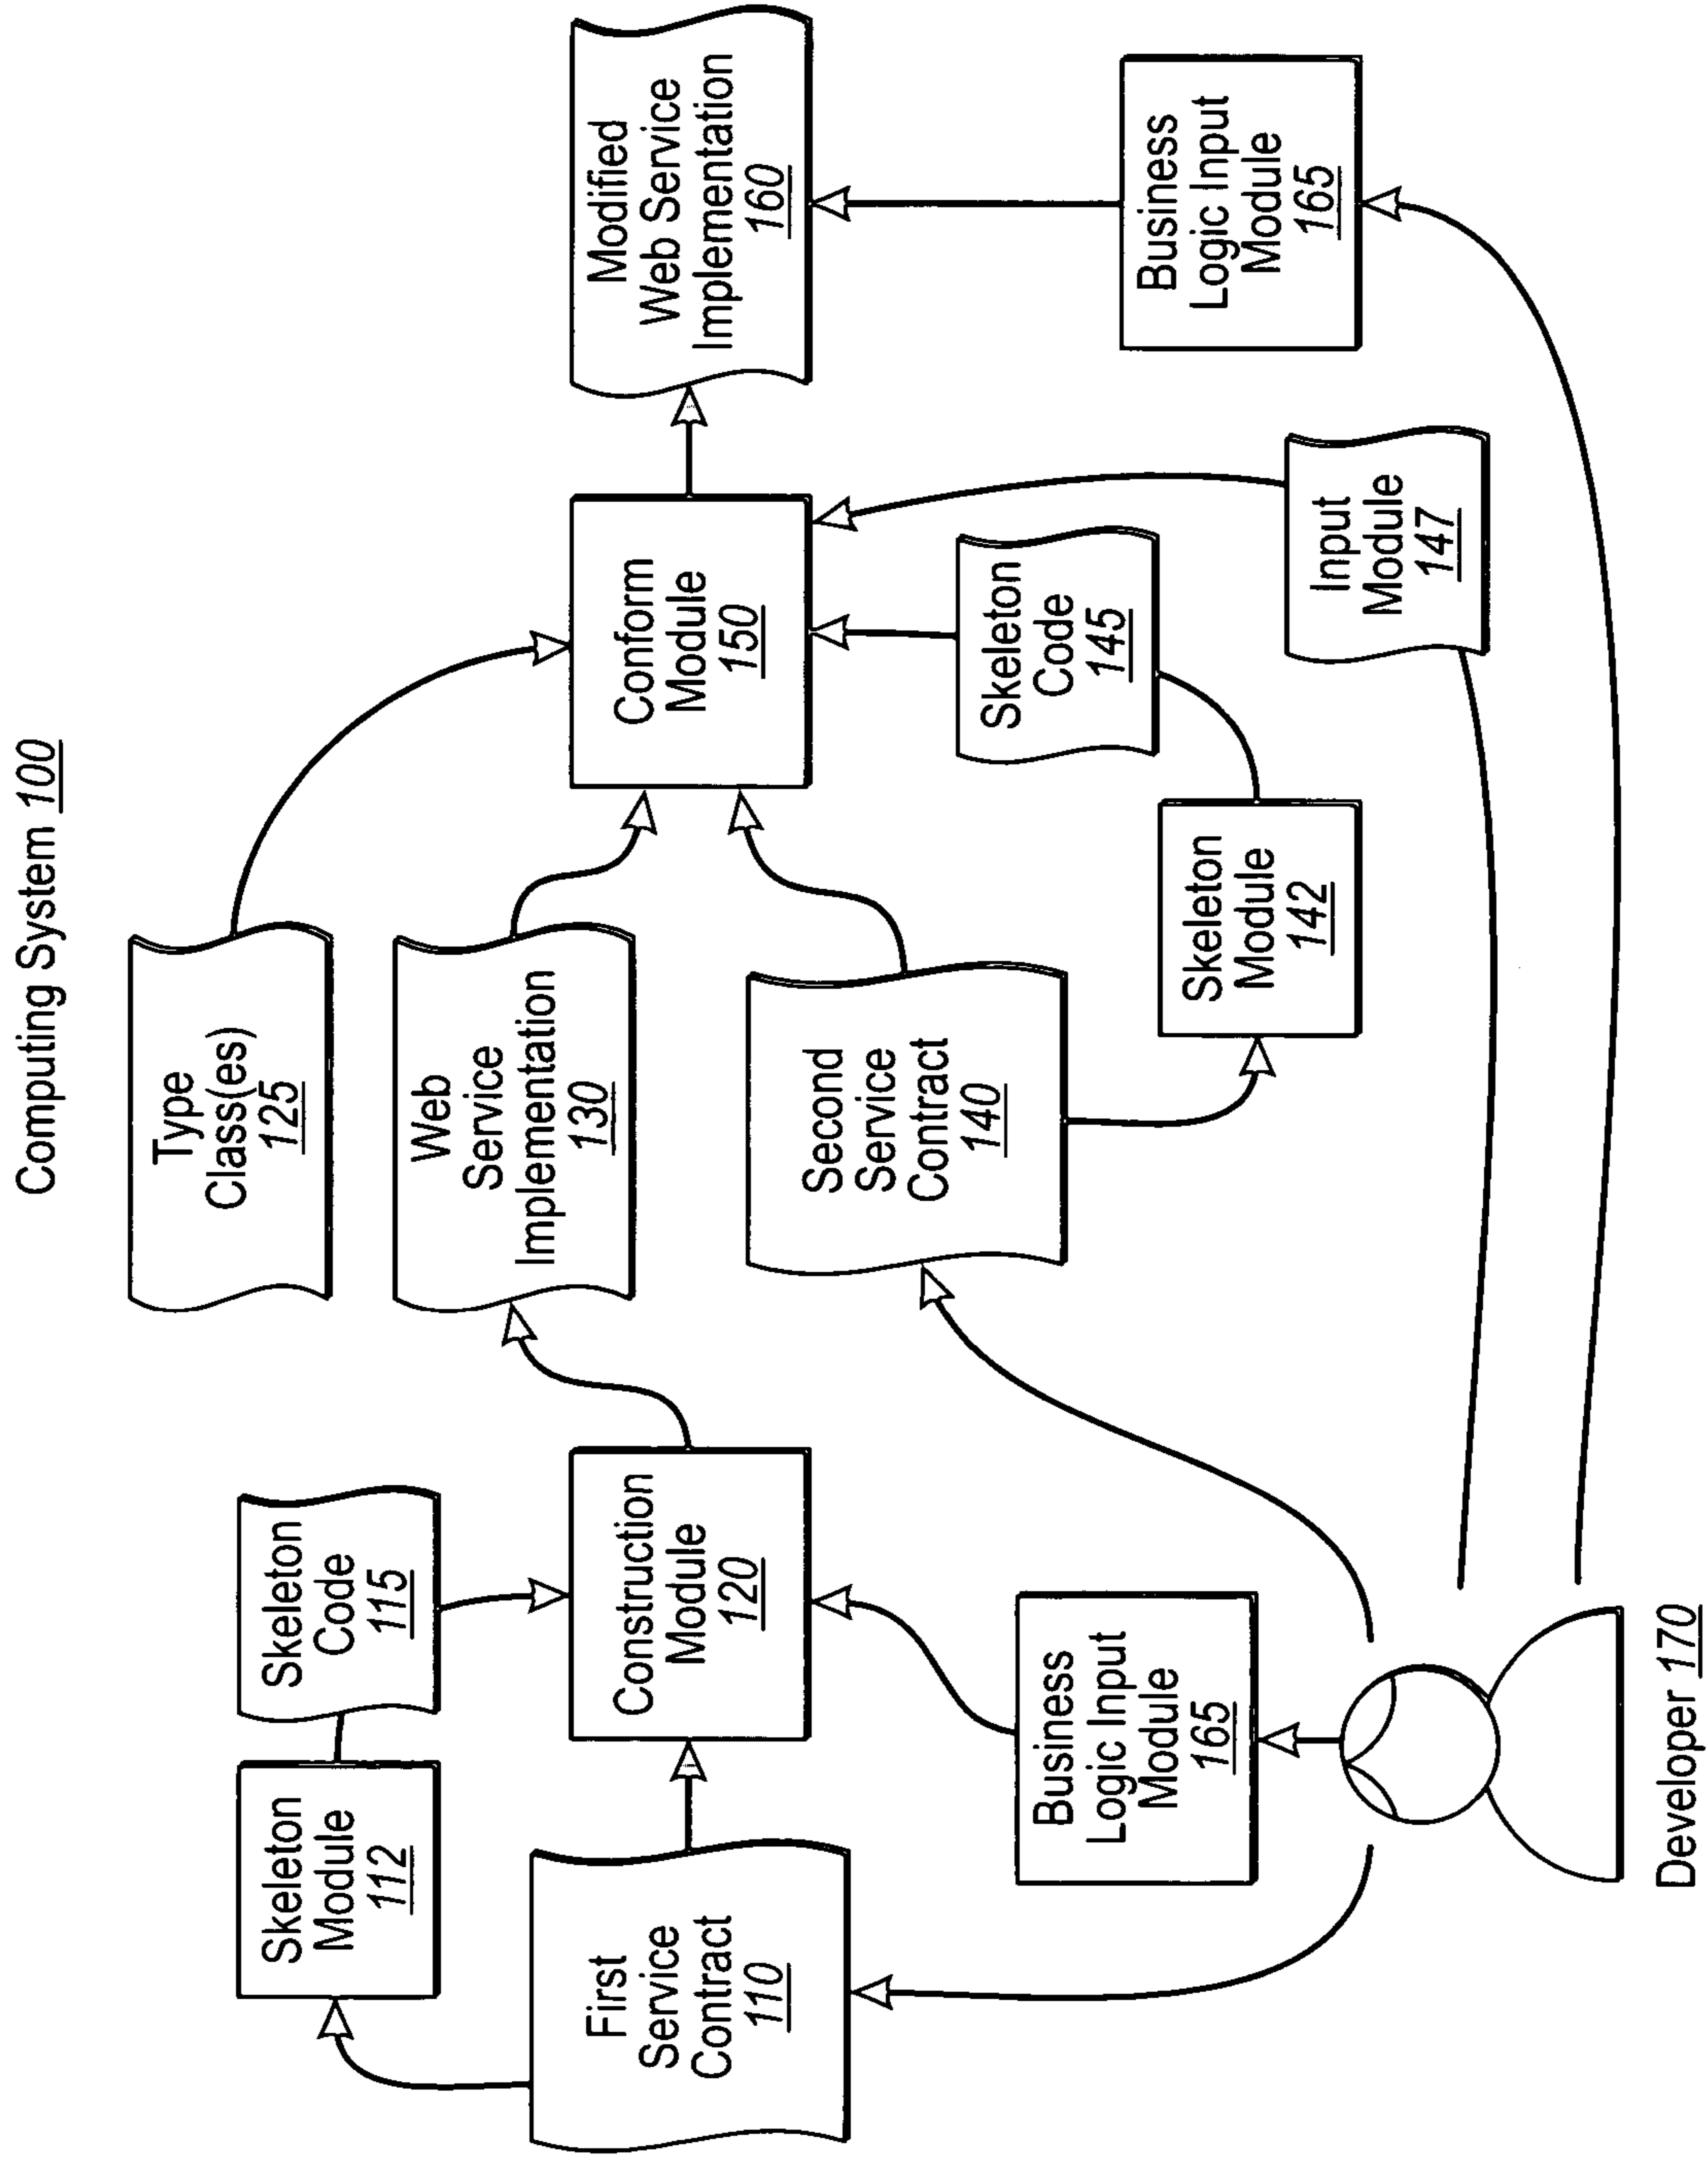 Computing System 100
Type
Class(es)
125
Skeleton
Module
112
Skeleton
Code
115
Web
Service
Implementation
130
First
Service
Contract
110
Construction
Module
120
Conform
Module
150
Modified
Web Service
Implementation
160
Second
Service
Contract
140
Skeleton
Code
145
Business
Logic Input
Module
165
Skeleton
Module
142
Input
Module
147
Business
Logic Input
Module
165
Developer 170